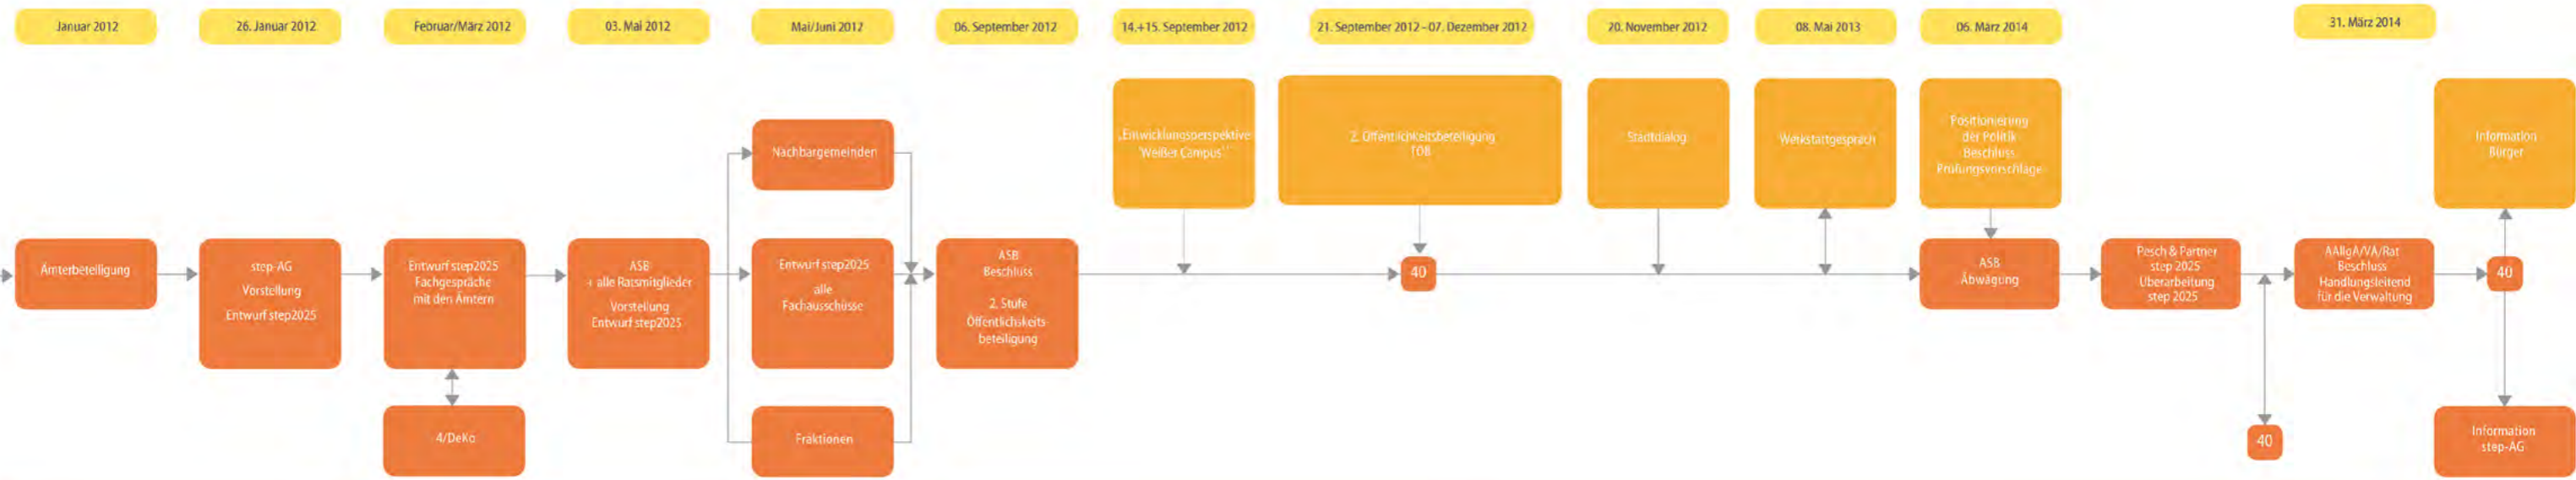 Januar 2012
26. Januar 2012
Februar/März 2012
03. Mai 2012
Mai/Juni 2012
06. September 2012
14.+15. September 2012
21. September 2012 – 07. Dezember 2012
20. November 2012
08. Mai 2013
06. März 2014
31. März 2014
Ämterbeteiligung
step-AG
Vorstellung
Entwurf step2025
Entwurf step2025
Fachgespräche
mit den Ämtern
4/DeKo
ASB
+ alle Ratsmitglieder
Vorstellung
Entwurf step2025
Nachbargemeinden
Entwurf step2025
alle
Fachausschüsse
Fraktionen
ASB
Beschluss
2. Stufe
Öffentlichskeits-
beteiligung
„Entwicklungsperspektive
'Weißer Campus'"
2. Öffentlichkeitsbeteiligung
TÖB
40
Stadtdialog
Werkstattgespräch
Positionierung
der Politik
Beschluss
Prüfungsvorschläge
ASB
Abwägung
Pesch & Partner
step 2025
Überarbeitung
step 2025
40
AAllgA/VA/Rat
Beschluss
Handlungsleitend
für die Verwaltung
Information
Bürger
40
Information
step-AG